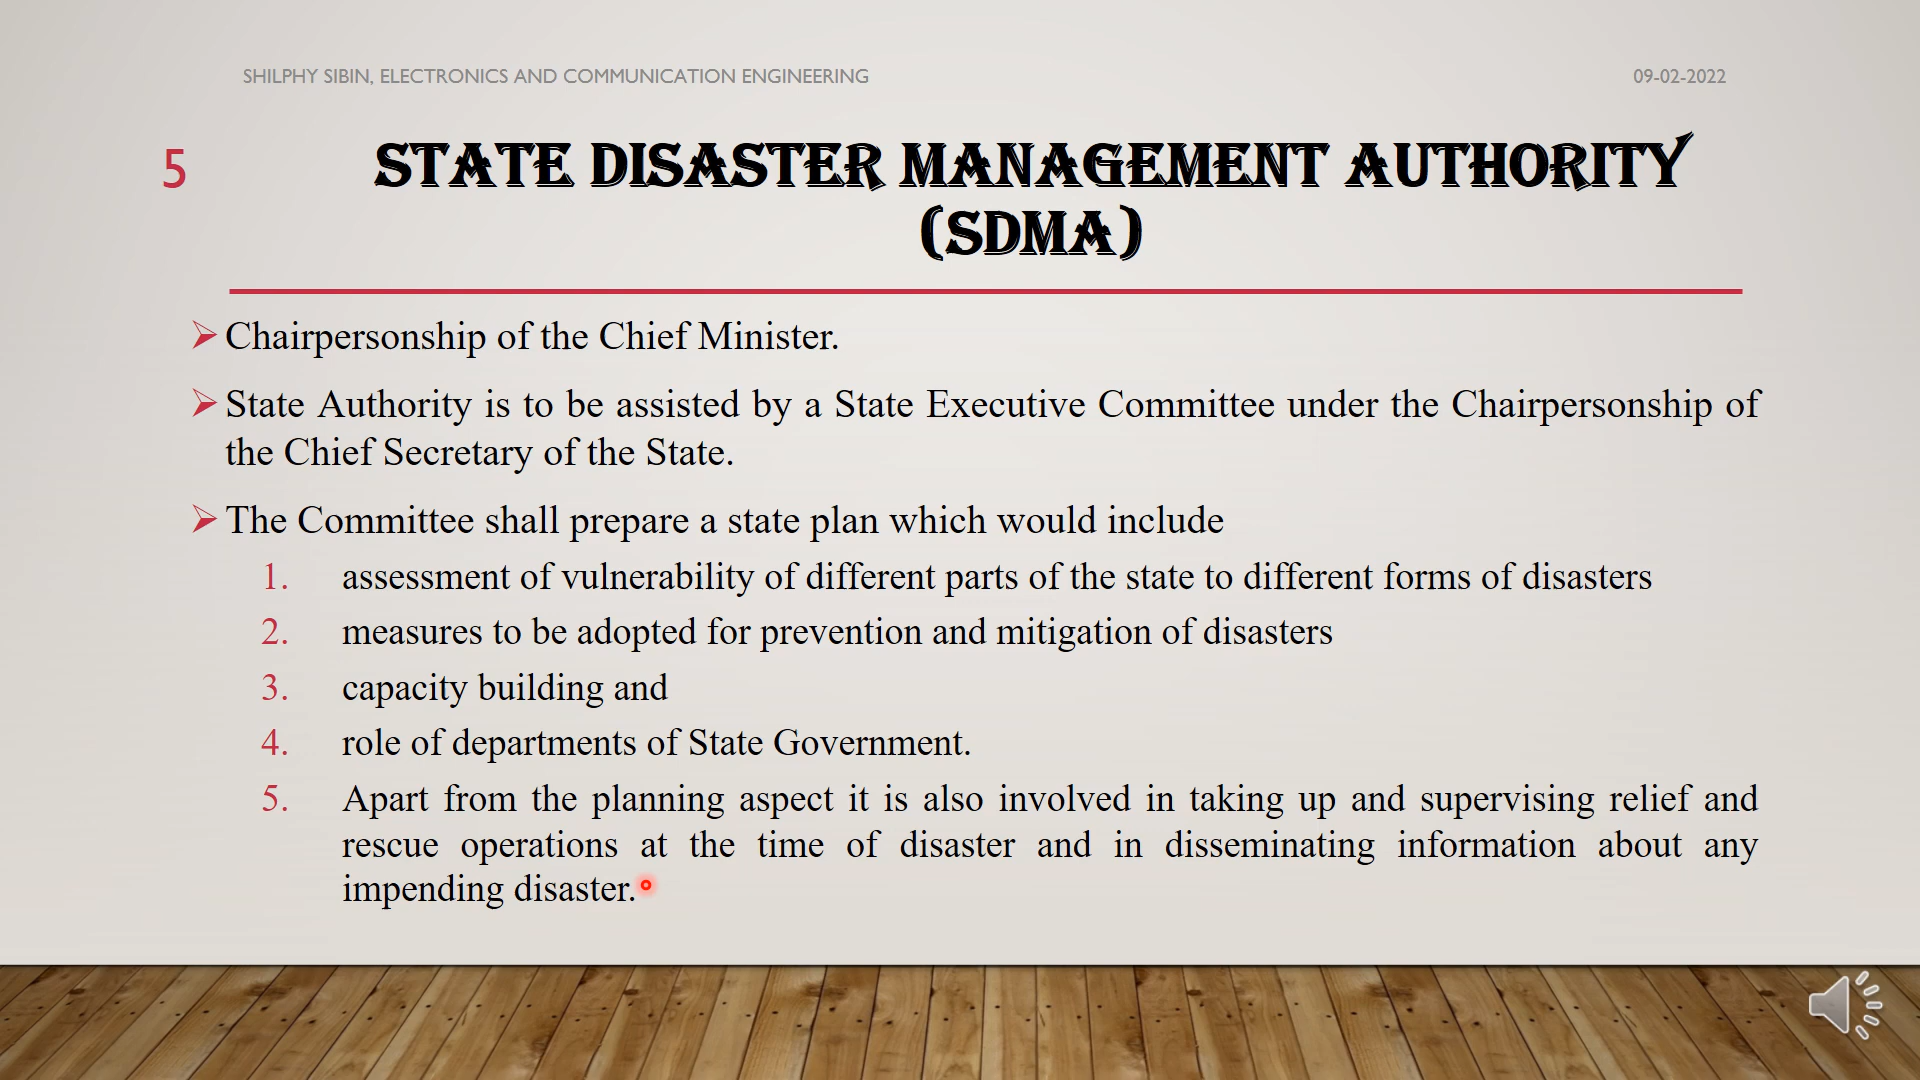 SHILPHY SIBIN, ELECTRONICS AND COMMUNICATION ENGINEERING
09-02-2022
5
STATE DISASTER MANAGEMENT AUTHORITY
(SDMA)
Chairpersonship of the Chief Minister.
State Authority is to be assisted by a State Executive Committee under the Chairpersonship of
the Chief Secretary of the State.
The Committee shall prepare a state plan which would include
1. assessment of vulnerability of different parts of the state to different forms of disasters
2. measures to be adopted for prevention and mitigation of disasters
3. capacity building and
4. role of departments of State Government.
5. Apart from the planning aspect it is also involved in taking up and supervising relief and
rescue operations at the time of disaster and in disseminating information about any
impending disaster.